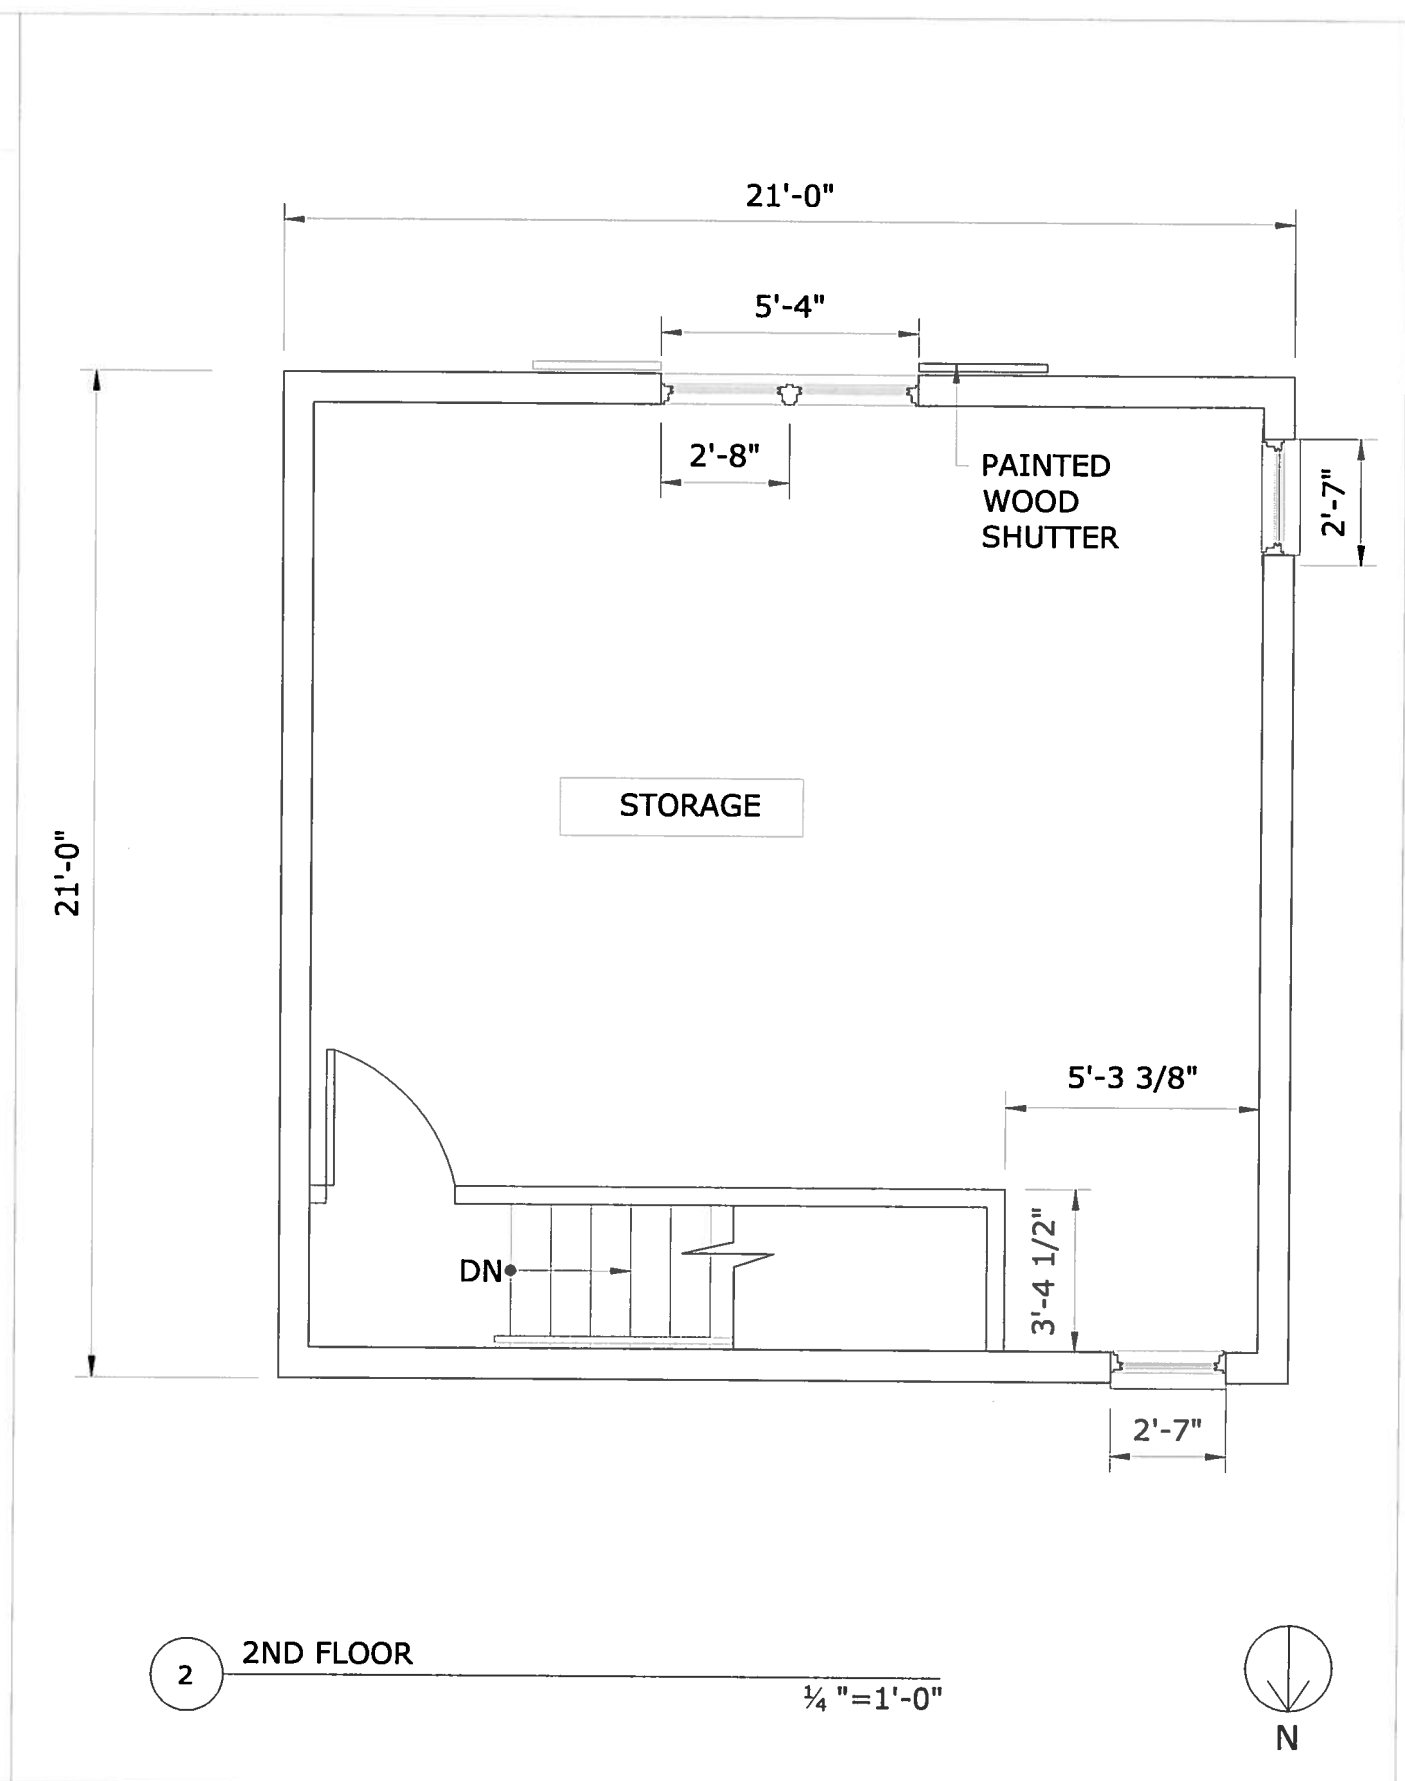 21'-0"
5'-4"
2'-8"
PAINTED
WOOD
SHUTTER
2'-7"
STORAGE
21'-0"
5'-3 3/8"
3'-4 1/2"
DN
2'-7"
2
2ND FLOOR
¼ "=1'-0"
N